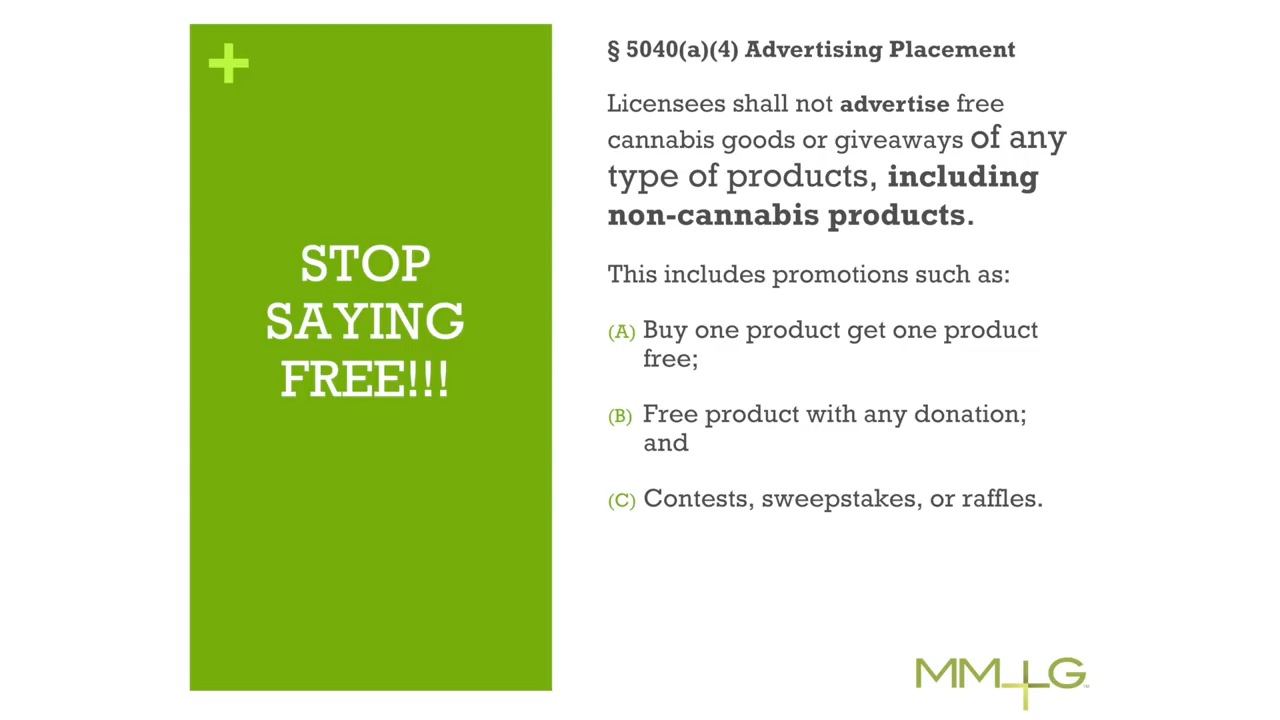 +
STOP
SAYING
FREE!!!
§ 5040(a)(4) Advertising Placement
Licensees shall not advertise free
cannabis goods or giveaways of any
type of products, including
non-cannabis products.
This includes promotions such as:
(A) Buy one product get one product
free;
(B) Free product with any donation;
and
(C) Contests, sweepstakes, or raffles.
MMLG™